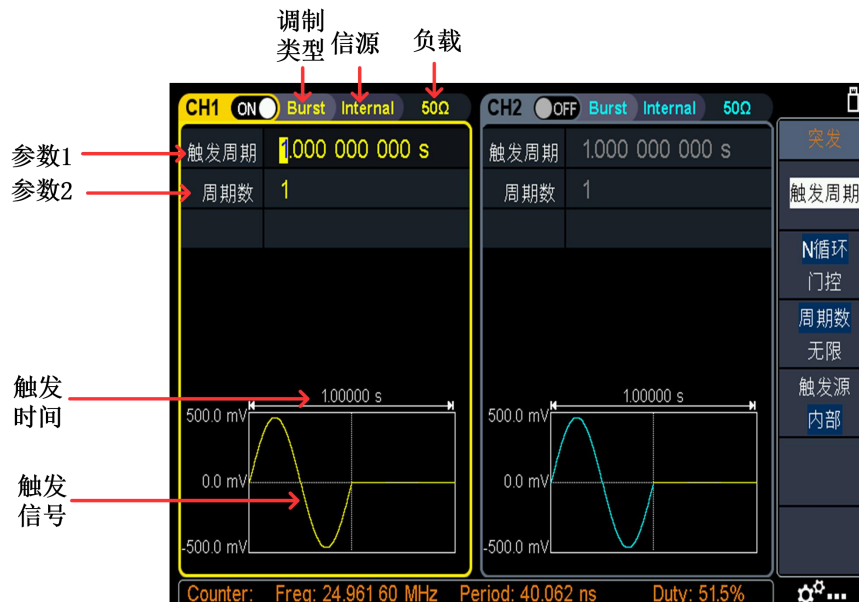 调制
类型 信源 负载
CH1 ON Burst Internal 50Ω
CH2 OFF Burst Internal 50Ω
突发
参数1
触发周期 1.000 000 000 s
触发周期 1.000 000 000 s
触发周期
参数2
周期数 1
周期数 1
N循环
门控
周期数
无限
触发源
内部
触发
时间
1.00000 s
500.0 mV
0.0 mV
-500.0 mV
1.00000 s
500.0 mV
0.0 mV
-500.0 mV
触发
信号
Counter: Freq: 24.961 60 MHz Period: 40.062 ns Duty: 51.5%